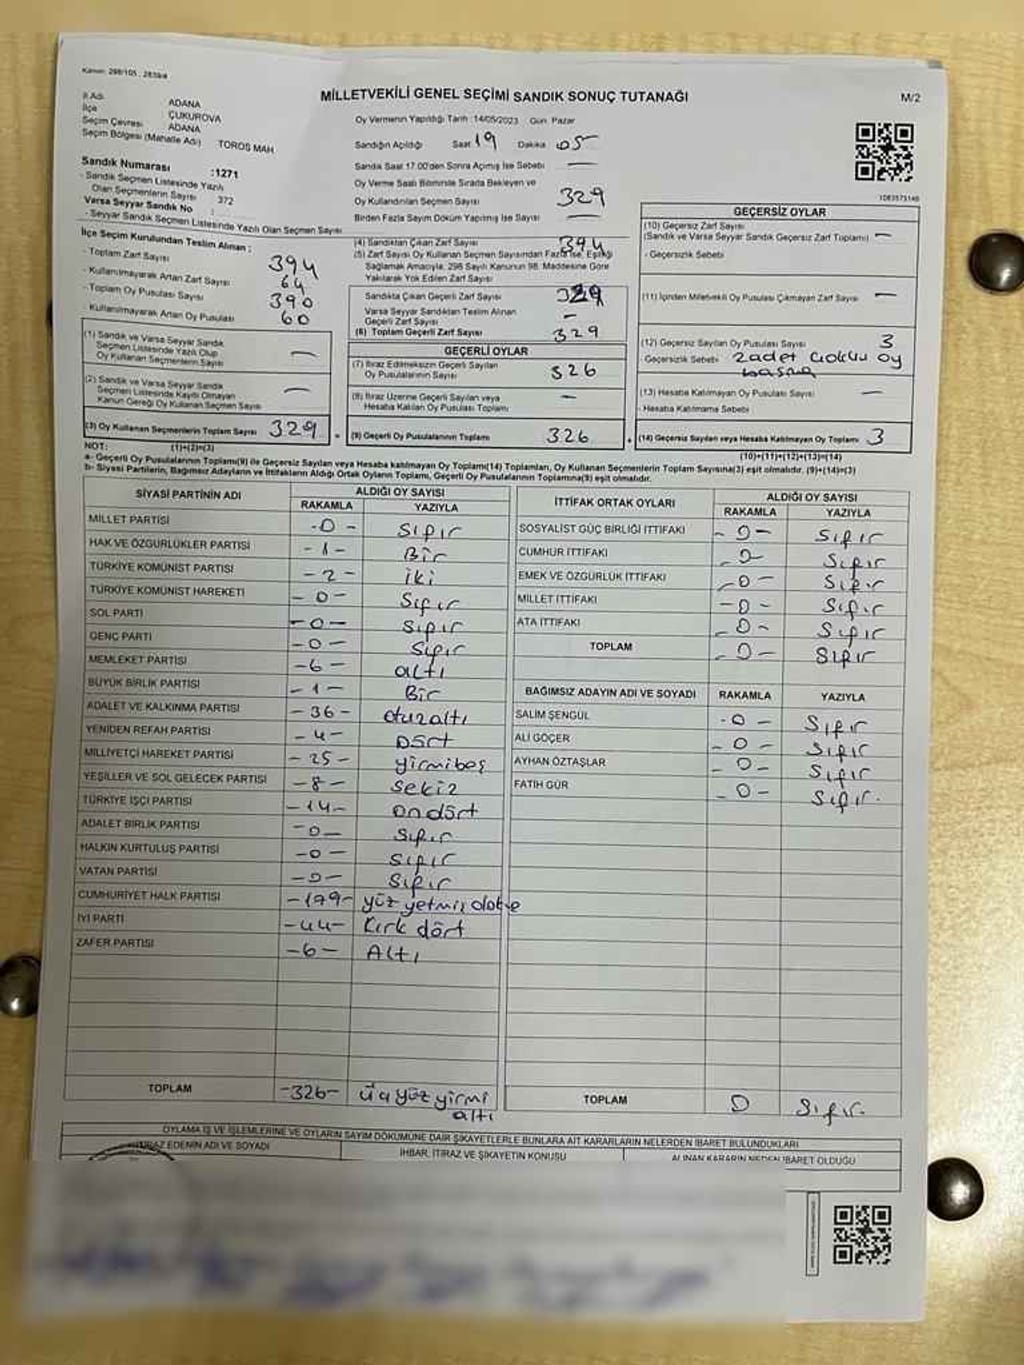 Kanun: 298/105, 283
MİLLETVEKİLİ GENEL SEÇİMİ SANDIK SONUÇ TUTANAĞI
M/2
İl Adı ADANA
İlçe ÇUKUROVA
Seçim Çevresi ADANA
Seçim Bölgesi (Mahalle Adı) TOROS MAH.
Oy Vermenin Yapıldığı Tarih : 14/05/2023 Gün: Pazar
Sandığın Açıldığı Saat 19 Dakika 05
Sandık Saat 17:00'den Sonra Açılmış İse Sebebi —
Oy Verme Saati Bitiminde Sırada Bekleyen ve
Oy Kullandırılan Seçmen Sayısı 329
Birden Fazla Sayım Döküm Yapılmış İse Sayısı —
Sandık Numarası :1271
- Sandık Seçmen Listesinde Yazılı
Olan Seçmenlerin Sayısı 372
Varsa Seyyar Sandık No :
- Seyyar Sandık Seçmen Listesinde Yazılı Olan Seçmen Sayısı
İlçe Seçim Kurulundan Teslim Alınan ;
- Toplam Zarf Sayısı 394
- Kullanılmayarak Artan Zarf Sayısı 64
- Toplam Oy Pusulası Sayısı 390
- Kullanılmayarak Artan Oy Pusulası 60
(1) Sandık ve Varsa Seyyar Sandık
Seçmen Listesinde Yazılı Olup
Oy Kullanan Seçmenlerin Sayısı —
(2) Sandık ve Varsa Seyyar Sandık
Seçmen Listesinde Kaydı Olmayan
Kanun Gereği Oy Kullanan Seçmen Sayısı —
(3) Oy Kullanan Seçmenlerin Toplam Sayısı 329
(1)+(2)=(3)
(4) Sandıktan Çıkan Zarf Sayısı 394
(5) Zarf Sayısı Oy Kullanan Seçmen Sayısından Fazla İse, Eşitliği
Sağlamak Amacıyla, 298 Sayılı Kanunun 98. Maddesine Göre
Yakılarak Yok Edilen Zarf Sayısı
Sandıkta Çıkan Geçerli Zarf Sayısı 329
Varsa Seyyar Sandıktan Teslim Alınan
Geçerli Zarf Sayısı —
(6) Toplam Geçerli Zarf Sayısı 329
GEÇERLİ OYLAR
(7) İtiraz Edilmeksizin Geçerli Sayılan
Oy Pusulalarının Sayısı 326
(8) İtiraz Üzerine Geçerli Sayılan veya
Hesaba Katılan Oy Pusulası Toplamı —
= (9) Geçerli Oy Pusulalarının Toplamı 326
1083573146
GEÇERSİZ OYLAR
(10) Geçersiz Zarf Sayısı
(Sandık ve Varsa Seyyar Sandık Geçersiz Zarf Toplamı) —
- Geçersizlik Sebebi
(11) İçinden Milletvekili Oy Pusulası Çıkmayan Zarf Sayısı —
(12) Geçersiz Sayılan Oy Pusulası Sayısı 3
Geçersizlik Sebebi 2 adet çoklu oy
basma
(13) Hesaba Katılmayan Oy Pusulası Sayısı —
- Hesaba Katılmama Sebebi
+ (14) Geçersiz Sayılan veya Hesaba Katılmayan Oy Toplamı 3
(10)+(11)+(12)+(13)=(14)
NOT:
a- Geçerli Oy Pusulalarının Toplamı(9) ile Geçersiz Sayılan veya Hesaba katılmayan Oy Toplamı(14) Toplamları, Oy Kullanan Seçmenlerin Toplam Sayısına(3) eşit olmalıdır. (9)+(14)=(3)
b- Siyasi Partilerin, Bağımsız Adayların ve İttifakların Aldığı Ortak Oyların Toplamı, Geçerli Oy Pusulalarının Toplamına(9) eşit olmalıdır.
SİYASİ PARTİNİN ADI ALDIĞI OY SAYISI
RAKAMLA YAZIYLA
MİLLET PARTİSİ -0- Sıfır
HAK VE ÖZGÜRLÜKLER PARTİSİ -1- Bir
TÜRKİYE KOMÜNİST PARTİSİ -2- iki
TÜRKİYE KOMÜNİST HAREKETİ -0- Sıfır
SOL PARTİ -0- Sıfır
GENÇ PARTİ -0- Sıfır
MEMLEKET PARTİSİ -6- altı
BÜYÜK BİRLİK PARTİSİ -1- Bir
ADALET VE KALKINMA PARTİSİ -36- otuzaltı
YENİDEN REFAH PARTİSİ -4- Dört
MİLLİYETÇİ HAREKET PARTİSİ -25- yirmibeş
YEŞİLLER VE SOL GELECEK PARTİSİ -8- sekiz
TÜRKİYE İŞÇİ PARTİSİ -14- ondört
ADALET BİRLİK PARTİSİ -0- Sıfır
HALKIN KURTULUŞ PARTİSİ -0- Sıfır
VATAN PARTİSİ -0- Sıfır
CUMHURİYET HALK PARTİSİ -179- yüz yetmiş
İYİ PARTİ -44- Kırk dört
ZAFER PARTİSİ -6- Altı
TOPLAM -326- üçyüz yirmi
altı
İTTİFAK ORTAK OYLARI ALDIĞI OY SAYISI
RAKAMLA YAZIYLA
SOSYALİST GÜÇ BİRLİĞİ İTTİFAKI -0- Sıfır
CUMHUR İTTİFAKI -0- Sıfır
EMEK VE ÖZGÜRLÜK İTTİFAKI -0- Sıfır
MİLLET İTTİFAKI -0- Sıfır
ATA İTTİFAKI -0- Sıfır
TOPLAM -0- Sıfır
BAĞIMSIZ ADAYIN ADI VE SOYADI RAKAMLA YAZIYLA
SALİM ŞENGÜL -0- Sıfır
ALİ GÖÇER -0- Sıfır
AYHAN ÖZTAŞLAR -0- Sıfır
FATİH GÜR -0- Sıfır.
TOPLAM 0 Sıfır.
OYLAMA İŞ VE İŞLEMLERİNE VE OYLARIN SAYIM DÖKÜMÜNE DAİR ŞİKAYETLERLE BUNLARA AİT KARARLARIN NELERDEN İBARET BULUNDUKLARI
İTİRAZ EDENİN ADI VE SOYADI İHBAR, İTİRAZ VE ŞİKAYETİN KONUSU ALINAN KARARIN NEDEN İBARET OLDUĞU